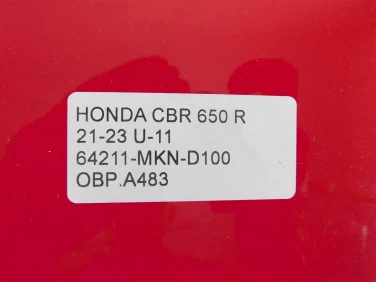 HONDA CBR 650 R
21-23 U-11
64211-MKN-D100
OBP.A483